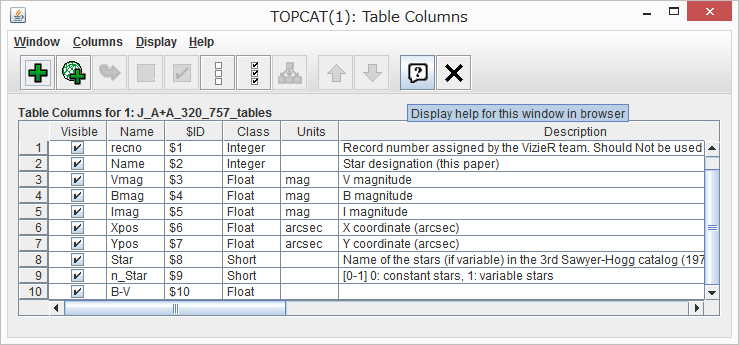 TOPCAT(1): Table Columns
Window Columns Display Help
Table Columns for 1: J_A+A_320_757_tables
Display help for this window in browser
Visible Name $ID Class Units Description
1 recno $1 Integer Record number assigned by the VizieR team. Should Not be used
2 Name $2 Integer Star designation (this paper)
3 Vmag $3 Float mag V magnitude
4 Bmag $4 Float mag B magnitude
5 Imag $5 Float mag I magnitude
6 Xpos $6 Float arcsec X coordinate (arcsec)
7 Ypos $7 Float arcsec Y coordinate (arcsec)
8 Star $8 Short Name of the stars (if variable) in the 3rd Sawyer-Hogg catalog (197
9 n_Star $9 Short [0-1] 0: constant stars, 1: variable stars
10 B-V $10 Float